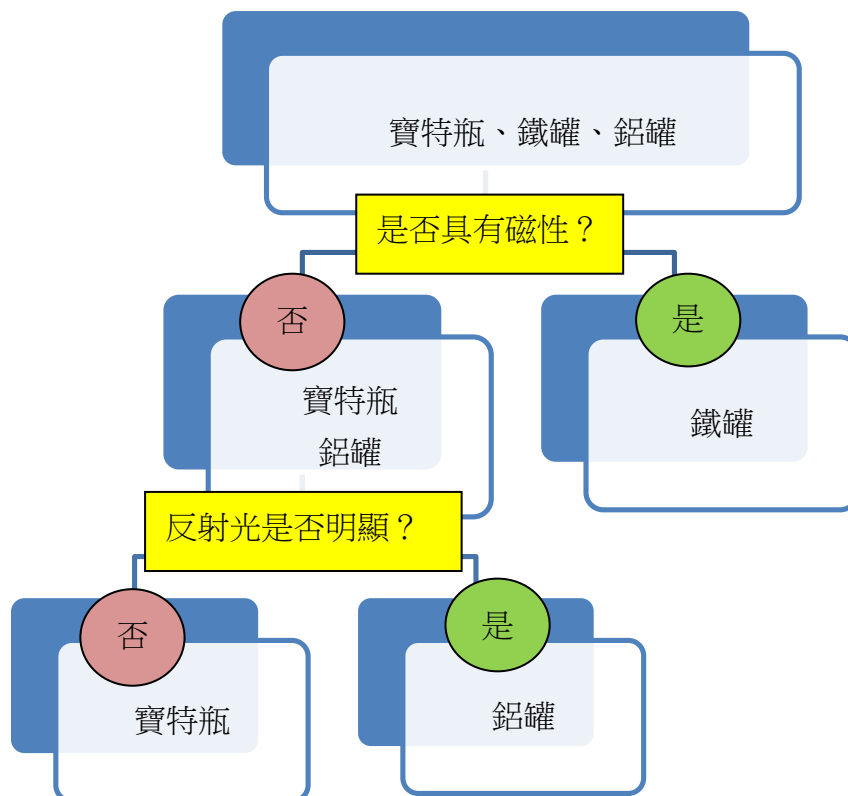 寶特瓶、鐵罐、鋁罐
是否具有磁性？
否
是
寶特瓶
鋁罐
鐵罐
反射光是否明顯？
否
是
寶特瓶
鋁罐